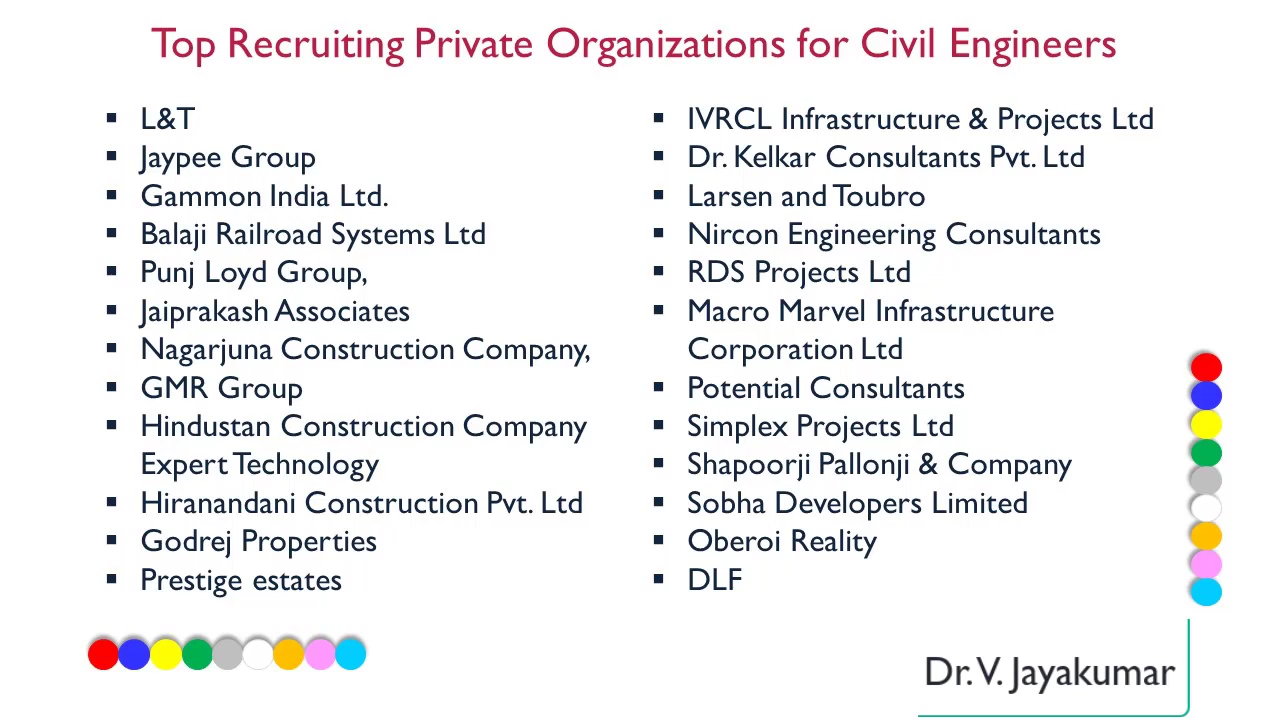 Top Recruiting Private Organizations for Civil Engineers
▪ L&T
▪ Jaypee Group
▪ Gammon India Ltd.
▪ Balaji Railroad Systems Ltd
▪ Punj Loyd Group,
▪ Jaiprakash Associates
▪ Nagarjuna Construction Company,
▪ GMR Group
▪ Hindustan Construction Company
Expert Technology
▪ Hiranandani Construction Pvt. Ltd
▪ Godrej Properties
▪ Prestige estates
▪ IVRCL Infrastructure & Projects Ltd
▪ Dr. Kelkar Consultants Pvt. Ltd
▪ Larsen and Toubro
▪ Nircon Engineering Consultants
▪ RDS Projects Ltd
▪ Macro Marvel Infrastructure
Corporation Ltd
▪ Potential Consultants
▪ Simplex Projects Ltd
▪ Shapoorji Pallonji & Company
▪ Sobha Developers Limited
▪ Oberoi Reality
▪ DLF
Dr. V. Jayakumar